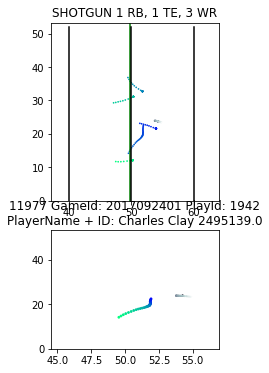 SHOTGUN 1 RB, 1 TE, 3 WR
50
40
30
20
10
0
40 50 60
11977 GameId: 2017092401 PlayId: 1942
PlayerName + ID: Charles Clay 2495139.0
40
20
0
45.0 47.5 50.0 52.5 55.0